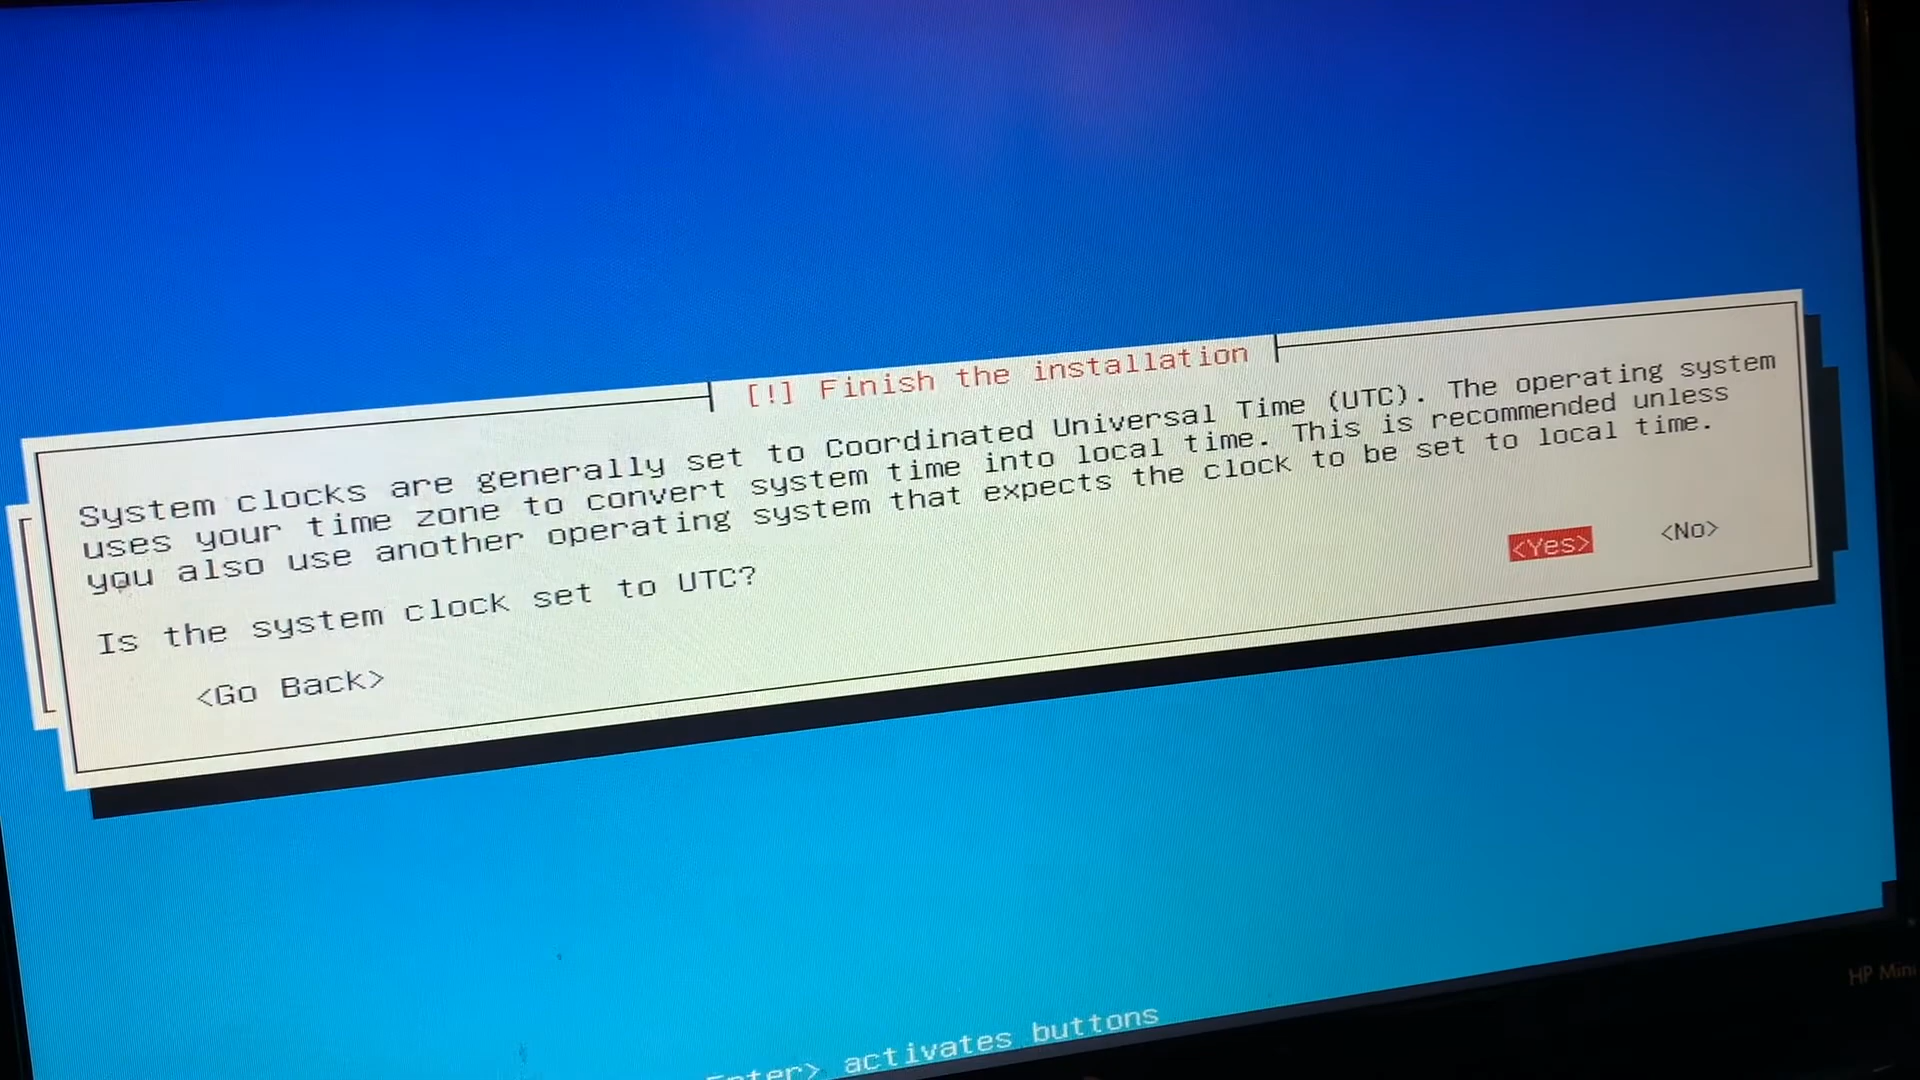 [!] Finish the installation
System clocks are generally set to Coordinated Universal Time (UTC). The operating system
uses your time zone to convert system time into local time. This is recommended unless
you also use another operating system that expects the clock to be set to local time.
Is the system clock set to UTC?
<Go Back>
<Yes>
<No>
Enter> activates buttons
HP Mini